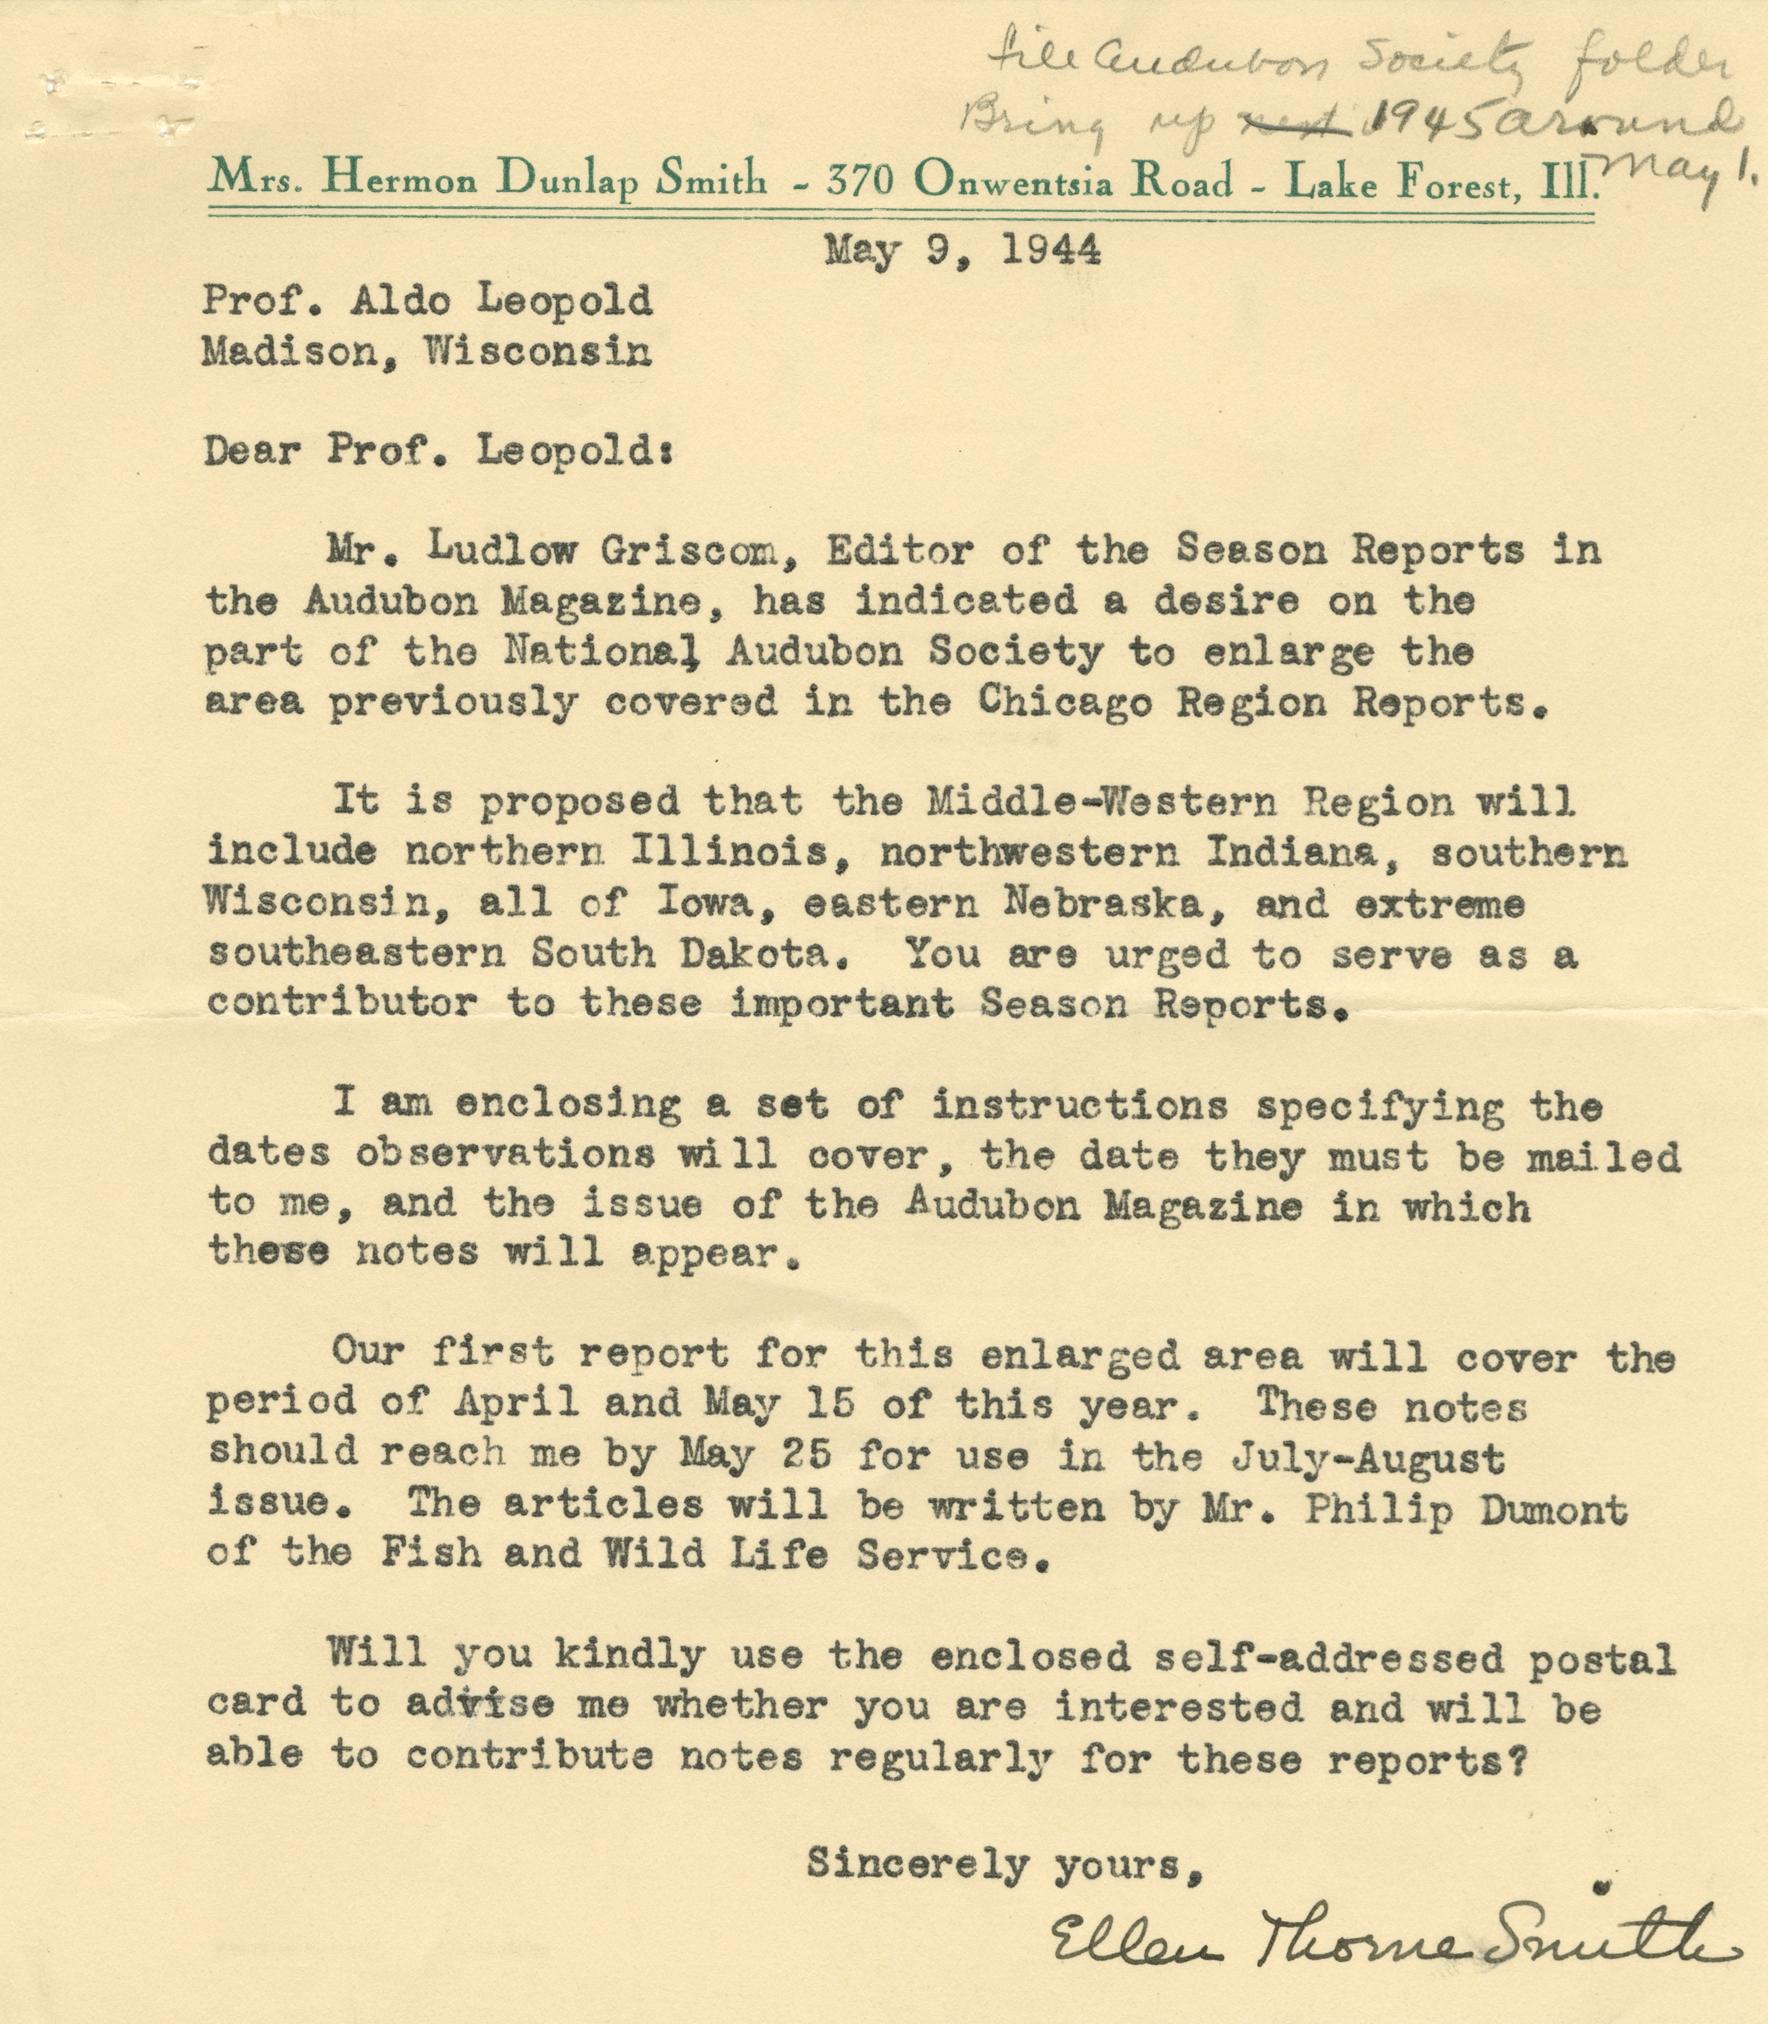 file Audubon Society folder
Bring up next 1945 around
May 1.
Mrs. Hermon Dunlap Smith - 370 Onwentsia Road - Lake Forest, Ill.
May 9, 1944
Prof. Aldo Leopold
Madison, Wisconsin
Dear Prof. Leopold:
Mr. Ludlow Griscom, Editor of the Season Reports in
the Audubon Magazine, has indicated a desire on the
part of the National Audubon Society to enlarge the
area previously covered in the Chicago Region Reports.
It is proposed that the Middle-Western Region will
include northern Illinois, northwestern Indiana, southern
Wisconsin, all of Iowa, eastern Nebraska, and extreme
southeastern South Dakota. You are urged to serve as a
contributor to these important Season Reports.
I am enclosing a set of instructions specifying the
dates observations will cover, the date they must be mailed
to me, and the issue of the Audubon Magazine in which
these notes will appear.
Our first report for this enlarged area will cover the
period of April and May 15 of this year. These notes
should reach me by May 25 for use in the July-August
issue. The articles will be written by Mr. Philip Dumont
of the Fish and Wild Life Service.
Will you kindly use the enclosed self-addressed postal
card to advise me whether you are interested and will be
able to contribute notes regularly for these reports?
Sincerely yours,
Ellen Thorne Smith